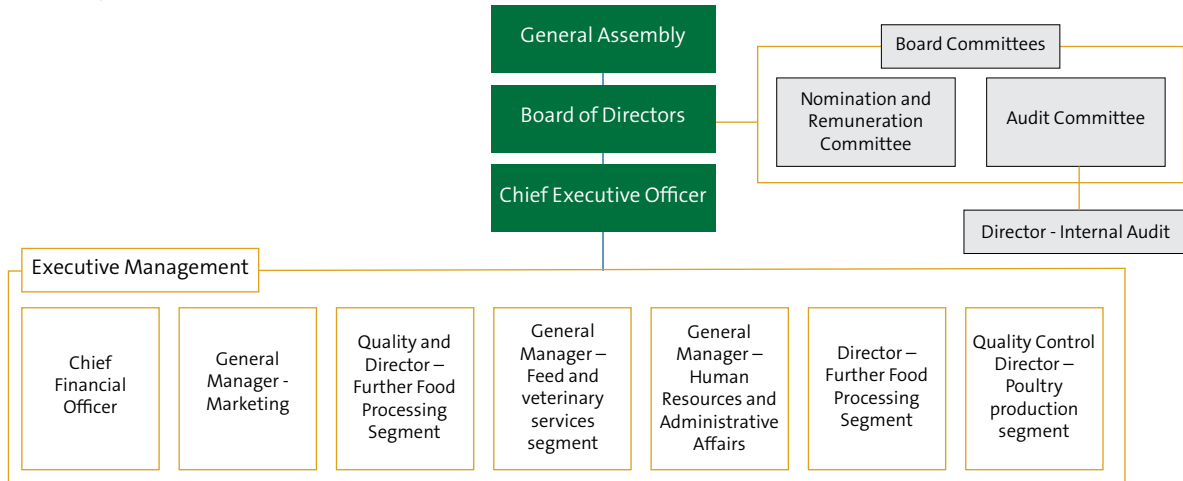 General Assembly
Board of Directors
Chief Executive Officer
Board Committees
Nomination and
Remuneration
Committee
Audit Committee
Director - Internal Audit
Executive Management
Chief
Financial
Officer
General
Manager -
Marketing
Quality and
Director –
Further Food
Processing
Segment
General
Manager –
Feed and
veterinary
services
segment
General
Manager –
Human
Resources and
Administrative
Affairs
Director –
Further Food
Processing
Segment
Quality Control
Director –
Poultry
production
segment